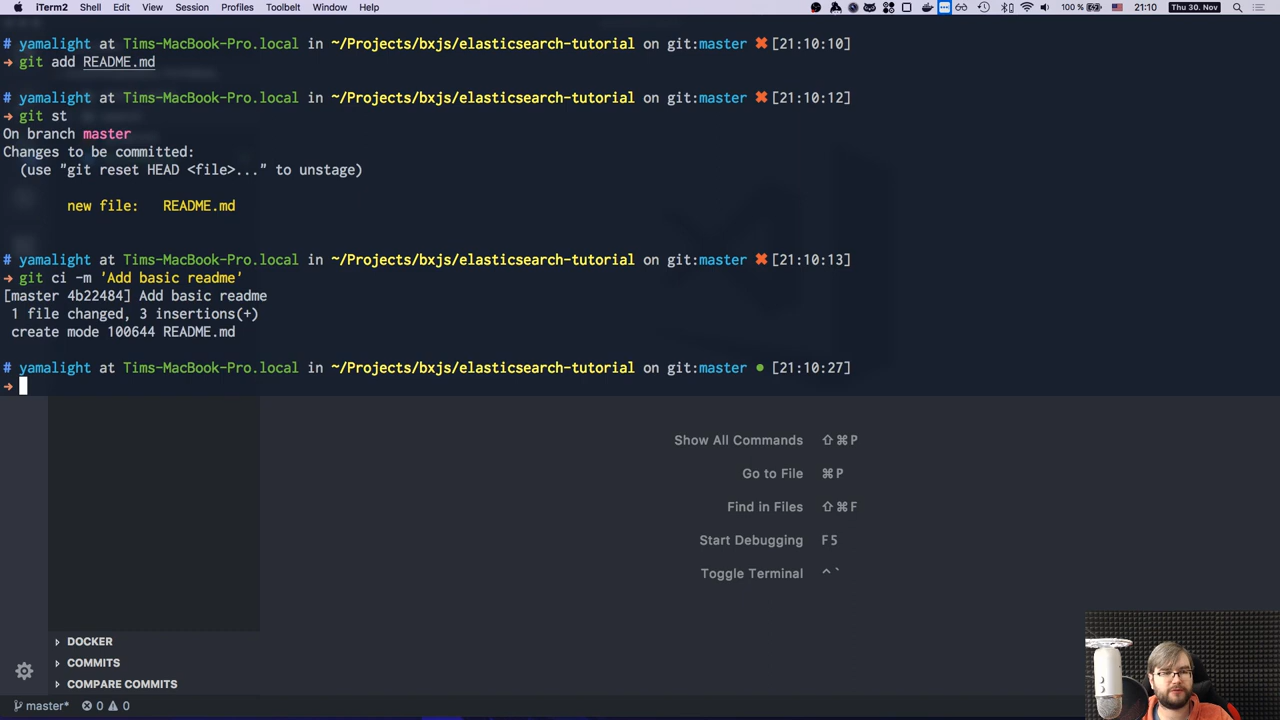 iTerm2 Shell Edit View Session Profiles Toolbelt Window Help 100 % 21:10 Thu 30. Nov
# yamalight at Tims-MacBook-Pro.local in ~/Projects/bxjs/elasticsearch-tutorial on git:master ✖ [21:10:10]
→ git add README.md
# yamalight at Tims-MacBook-Pro.local in ~/Projects/bxjs/elasticsearch-tutorial on git:master ✖ [21:10:12]
→ git st
On branch master
Changes to be committed:
(use "git reset HEAD <file>..." to unstage)
new file: README.md
# yamalight at Tims-MacBook-Pro.local in ~/Projects/bxjs/elasticsearch-tutorial on git:master ✖ [21:10:13]
→ git ci -m 'Add basic readme'
[master 4b22484] Add basic readme
1 file changed, 3 insertions(+)
create mode 100644 README.md
# yamalight at Tims-MacBook-Pro.local in ~/Projects/bxjs/elasticsearch-tutorial on git:master ● [21:10:27]
→
Show All Commands ⇧⌘P
Go to File ⌘P
Find in Files ⇧⌘F
Start Debugging F5
Toggle Terminal ^`
DOCKER
COMMITS
COMPARE COMMITS
master* 0 0